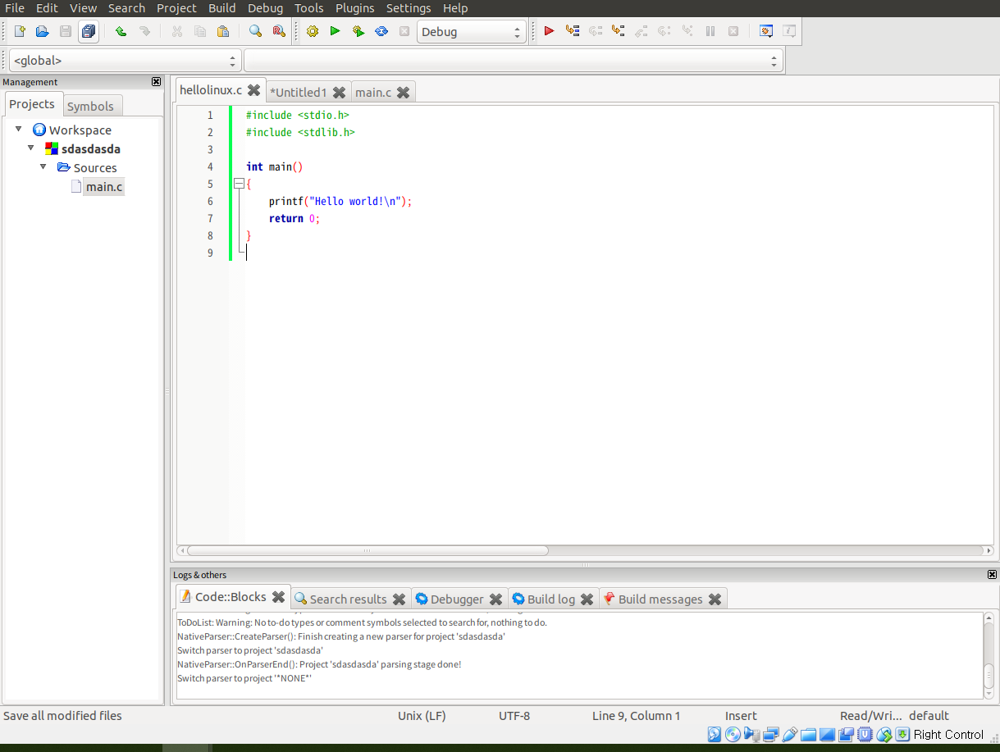 File Edit View Search Project Build Debug Tools Plugins Settings Help
Debug
<global>
Management
Projects Symbols
Workspace
sdasdasda
Sources
main.c
hellolinux.c *Untitled1 main.c
1 #include <stdio.h>
2 #include <stdlib.h>
3
4 int main()
5 {
6 printf("Hello world!\n");
7 return 0;
8 }
9
Logs & others
Code::Blocks Search results Debugger Build log Build messages
ToDoList: Warning: No to-do types or comment symbols selected to search for, nothing to do.
NativeParser::CreateParser(): Finish creating a new parser for project 'sdasdasda'
Switch parser to project 'sdasdasda'
NativeParser::OnParserEnd(): Project 'sdasdasda' parsing stage done!
Switch parser to project '*NONE*'
Save all modified files Unix (LF) UTF-8 Line 9, Column 1 Insert Read/Wri... default
Right Control